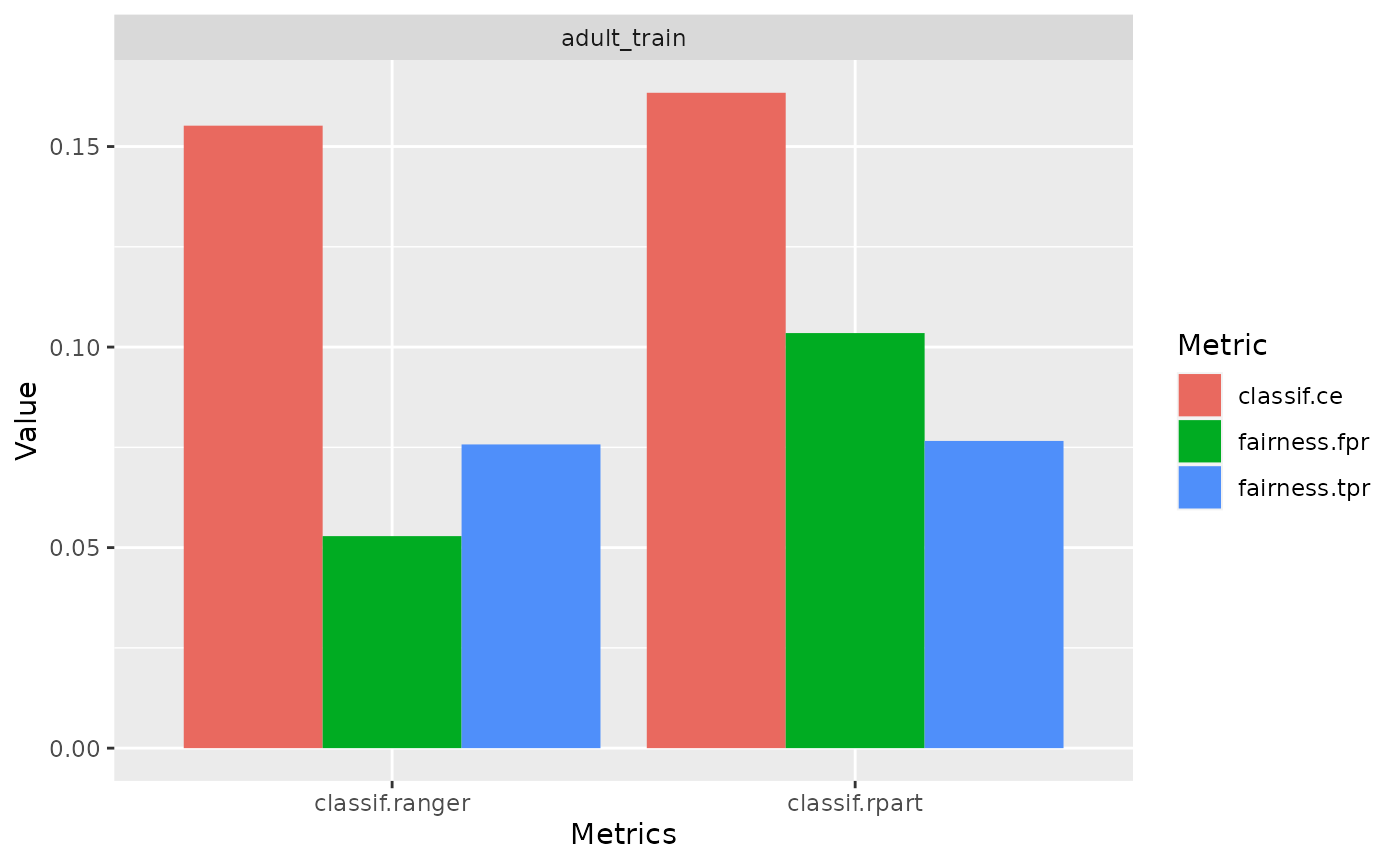 adult_train
0.15
0.10
0.05
0.00
Value
classif.ranger
classif.rpart
Metrics
Metric
classif.ce
fairness.fpr
fairness.tpr